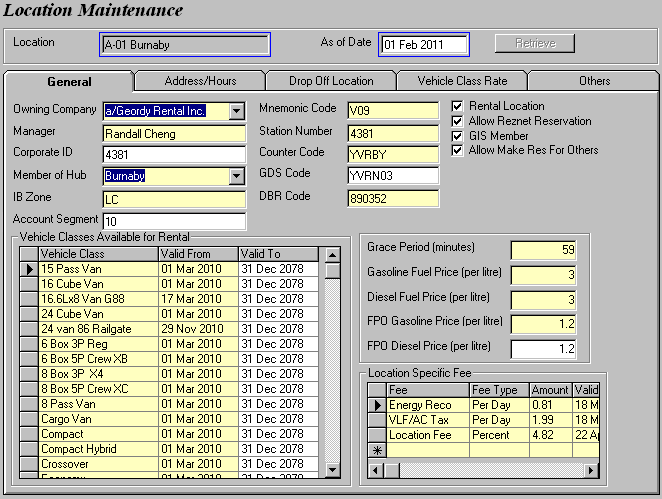 Location Maintenance
Location A-01 Burnaby As of Date 01 Feb 2011 Retrieve
General Address/Hours Drop Off Location Vehicle Class Rate Others
Owning Company a/Geordy Rental Inc.
Manager Randall Cheng
Corporate ID 4381
Member of Hub Burnaby
IB Zone LC
Account Segment 10
Mnemonic Code V09
Station Number 4381
Counter Code YVRBY
GDS Code YVRN03
DBR Code 890352
Rental Location
Allow Reznet Reservation
GIS Member
Allow Make Res For Others
Vehicle Classes Available for Rental
Vehicle Class Valid From Valid To
15 Pass Van 01 Mar 2010 31 Dec 2078
16 Cube Van 01 Mar 2010 31 Dec 2078
16.6Lx8 Van G88 17 Mar 2010 31 Dec 2078
24 Cube Van 01 Mar 2010 31 Dec 2078
24 van 86 Railgate 29 Nov 2010 31 Dec 2078
6 Box 3P Reg 01 Mar 2010 31 Dec 2078
6 Box 5P Crew XB 01 Mar 2010 31 Dec 2078
8 Box 3P X4 01 Mar 2010 31 Dec 2078
8 Box 5P Crew XC 01 Mar 2010 31 Dec 2078
8 Pass Van 01 Mar 2010 31 Dec 2078
Cargo Van 01 Mar 2010 31 Dec 2078
Compact 01 Mar 2010 31 Dec 2078
Compact Hybrid 01 Mar 2010 31 Dec 2078
Crossover 01 Mar 2010 31 Dec 2078
Grace Period (minutes) 59
Gasoline Fuel Price (per litre) 3
Diesel Fuel Price (per litre) 3
FPO Gasoline Price (per litre) 1.2
FPO Diesel Price (per litre) 1.2
Location Specific Fee
Fee Fee Type Amount Valid
Energy Reco Per Day 0.81 18 M
VLF/AC Tax Per Day 1.99 18 M
Location Fee Percent 4.82 22 A